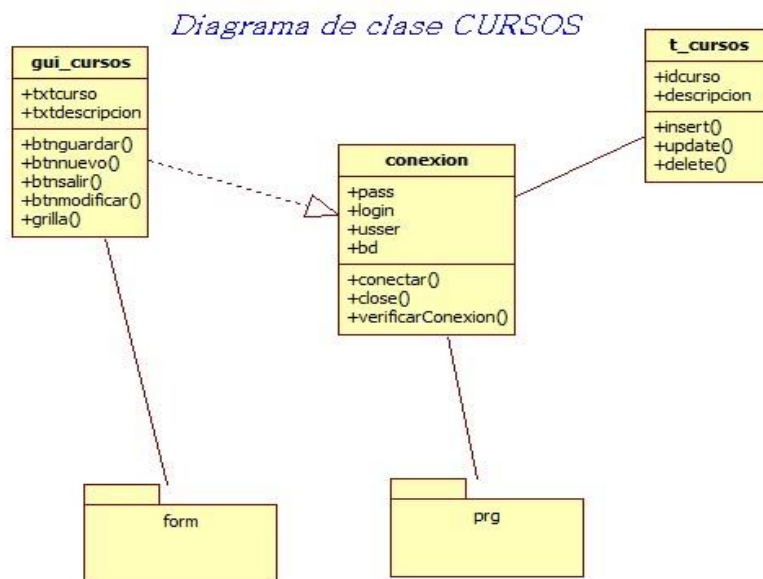 Diagrama de clase CURSOS
gui_cursos
+txtcurso
+txtdescripcion
+btnguardar()
+btnnuevo()
+btnsalir()
+btnmodificar()
+grilla()
conexion
+pass
+login
+usser
+bd
+conectar()
+close()
+verificarConexion()
t_cursos
+idcurso
+descripcion
+insert()
+update()
+delete()
form
prg